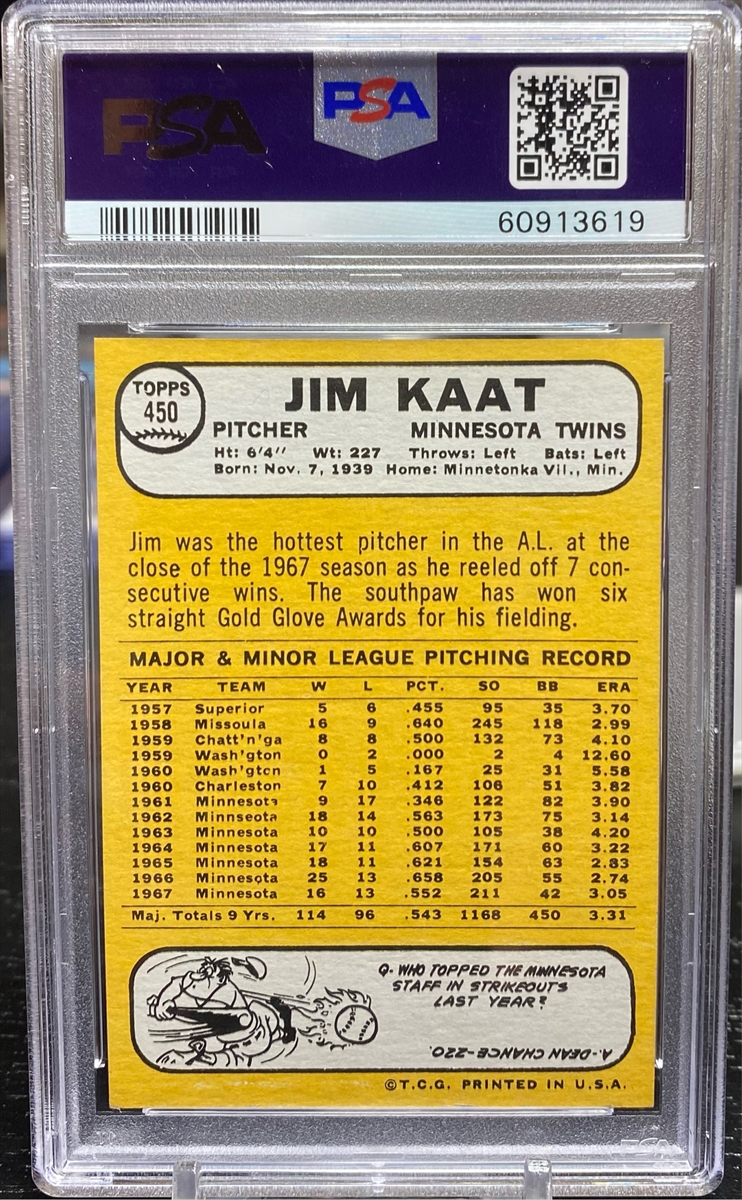 PSA PSA
60913619
TOPPS
450
JIM KAAT
PITCHER MINNESOTA TWINS
Ht: 6'4" Wt: 227 Throws: Left Bats: Left
Born: Nov. 7, 1939 Home: Minnetonka Vil., Min.
Jim was the hottest pitcher in the A.L. at the
close of the 1967 season as he reeled off 7 con-
secutive wins. The southpaw has won six
straight Gold Glove Awards for his fielding.
MAJOR & MINOR LEAGUE PITCHING RECORD
YEAR TEAM W L PCT. SO BB ERA
1957 Superior 5 6 .455 95 35 3.70
1958 Missoula 16 9 .640 245 118 2.99
1959 Chatt'n'ga 8 8 .500 132 73 4.10
1959 Wash'gton 0 2 .000 2 4 12.60
1960 Wash'gton 1 5 .167 25 31 5.58
1960 Charleston 7 10 .412 106 51 3.82
1961 Minnesota 9 17 .346 122 82 3.90
1962 Minnseota 18 14 .563 173 75 3.14
1963 Minnesota 10 10 .500 105 38 4.20
1964 Minnesota 17 11 .607 171 60 3.22
1965 Minnesota 18 11 .621 154 63 2.83
1966 Minnesota 25 13 .658 205 55 2.74
1967 Minnesota 16 13 .552 211 42 3.05
Maj. Totals 9 Yrs. 114 96 .543 1168 450 3.31
Q- WHO TOPPED THE MINNESOTA
STAFF IN STRIKEOUTS
LAST YEAR?
A-DEAN CHANCE-220.
©T.C.G. PRINTED IN U.S.A.
PSA